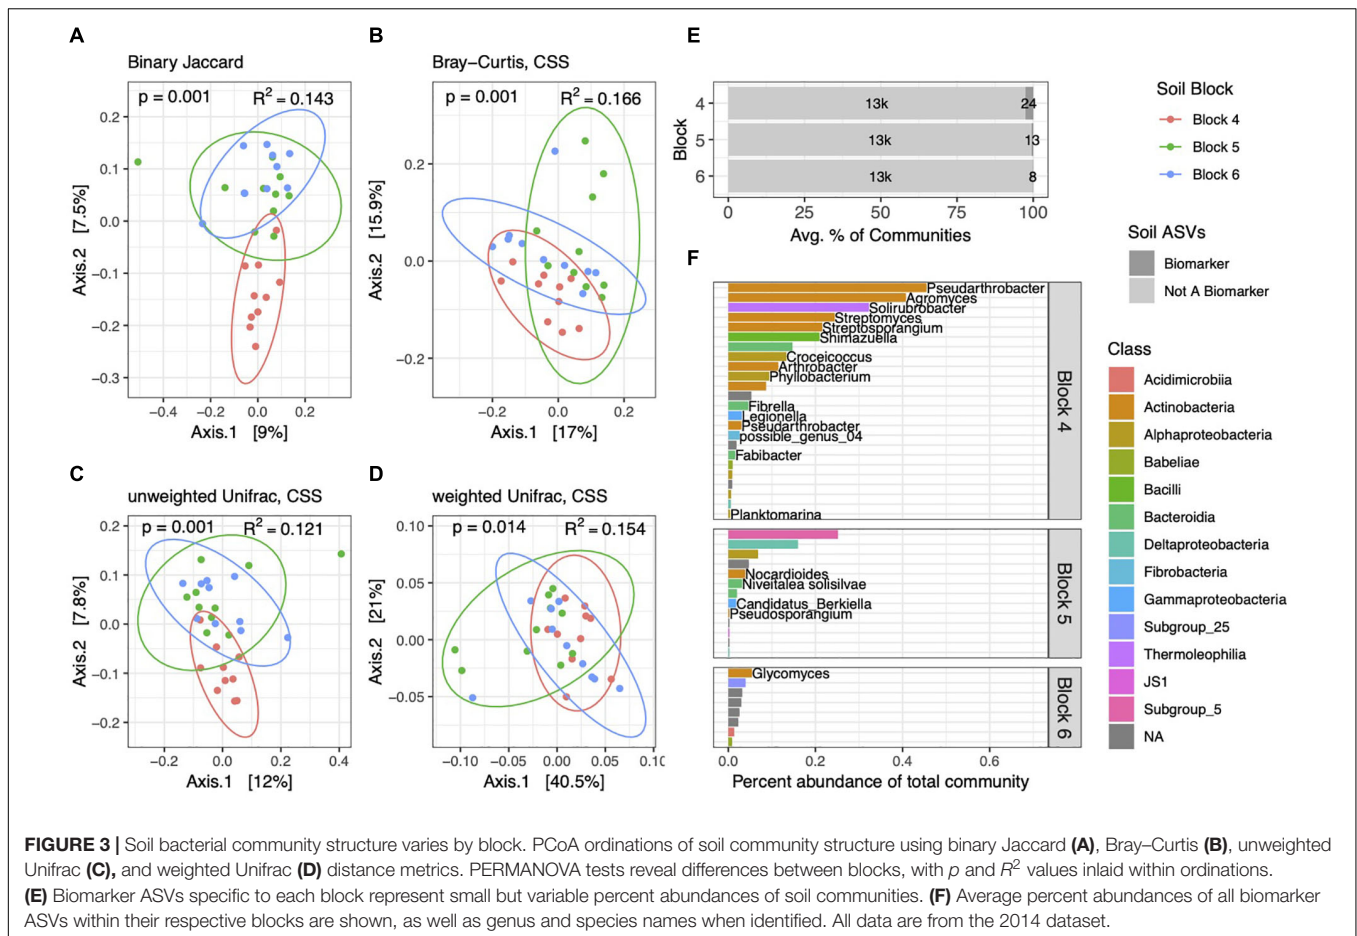 A
Binary Jaccard
p = 0.001 R² = 0.143
0.2
0.1
0.0
−0.1
−0.2
−0.3
Axis.2 [7.5%]
−0.4 −0.2 0.0 0.2
Axis.1 [9%]
B
Bray−Curtis, CSS
p = 0.001 R² = 0.166
0.2
0.0
−0.2
Axis.2 [15.9%]
−0.2 0.0 0.2
Axis.1 [17%]
C
unweighted Unifrac, CSS
p = 0.001 R² = 0.121
0.2
0.1
0.0
−0.1
−0.2
Axis.2 [7.8%]
−0.2 0.0 0.2 0.4
Axis.1 [12%]
D
weighted Unifrac, CSS
p = 0.014 R² = 0.154
0.10
0.05
0.00
−0.05
Axis.2 [21%]
−0.10 −0.05 0.00 0.05 0.10
Axis.1 [40.5%]
E
Block
4 13k 24
5 13k 13
6 13k 8
0 25 50 75 100
Avg. % of Communities
F
Pseudarthrobacter
Agromyces
Solirubrobacter
Streptomyces
Streptosporangium
Shimazuella
Croceicoccus
Arthrobacter
Phyllobacterium
Fibrella
Legionella
Pseudarthrobacter
possible_genus_04
Fabibacter
Planktomarina
Block 4
Nocardioides
Niveitalea solisilvae
Candidatus_Berkiella
Pseudosporangium
Block 5
Glycomyces
Block 6
0.0 0.2 0.4 0.6
Percent abundance of total community
Soil Block
Block 4
Block 5
Block 6
Soil ASVs
Biomarker
Not A Biomarker
Class
Acidimicrobiia
Actinobacteria
Alphaproteobacteria
Babeliae
Bacilli
Bacteroidia
Deltaproteobacteria
Fibrobacteria
Gammaproteobacteria
Subgroup_25
Thermoleophilia
JS1
Subgroup_5
NA
FIGURE 3 | Soil bacterial community structure varies by block. PCoA ordinations of soil community structure using binary Jaccard (A), Bray–Curtis (B), unweighted
Unifrac (C), and weighted Unifrac (D) distance metrics. PERMANOVA tests reveal differences between blocks, with p and R² values inlaid within ordinations.
(E) Biomarker ASVs specific to each block represent small but variable percent abundances of soil communities. (F) Average percent abundances of all biomarker
ASVs within their respective blocks are shown, as well as genus and species names when identified. All data are from the 2014 dataset.